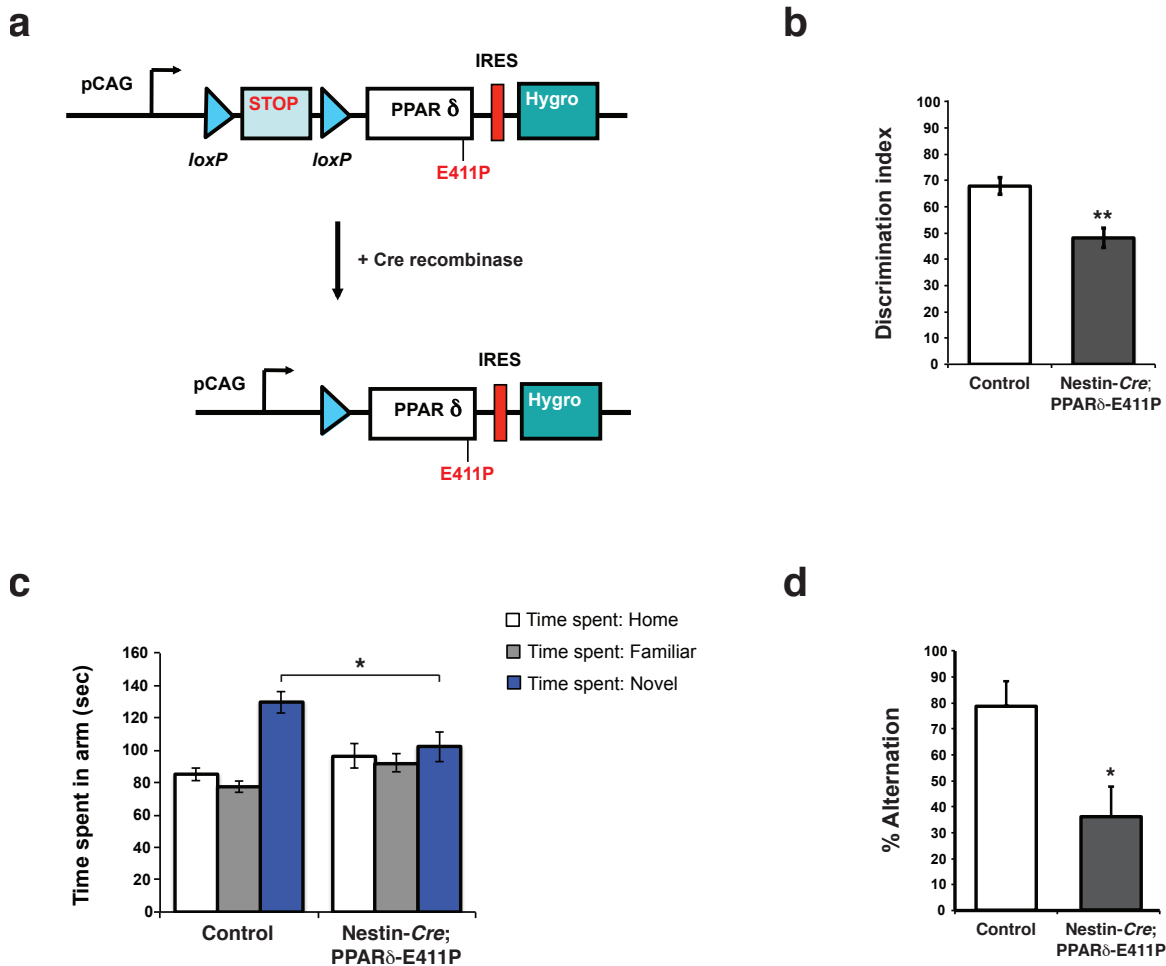 a
pCAG
STOP
PPAR δ
IRES
Hygro
loxP
loxP
E411P
+ Cre recombinase
pCAG
PPAR δ
IRES
Hygro
E411P
b
Discrimination index
100
90
80
70
60
50
40
30
20
10
0
**
Control
Nestin-Cre;
PPARδ-E411P
c
Time spent: Home
Time spent: Familiar
Time spent: Novel
Time spent in arm (sec)
160
140
120
100
80
60
40
20
0
*
Control
Nestin-Cre;
PPARδ-E411P
d
% Alternation
100
90
80
70
60
50
40
30
20
10
0
*
Control
Nestin-Cre;
PPARδ-E411P